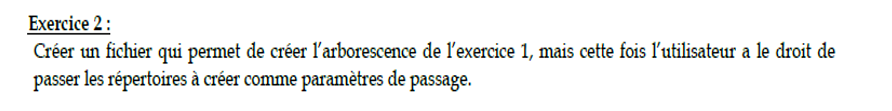 Exercice 2 :
Créer un fichier qui permet de créer l'arborescence de l'exercice 1, mais cette fois l'utilisateur a le droit de
passer les répertoires à créer comme paramètres de passage.